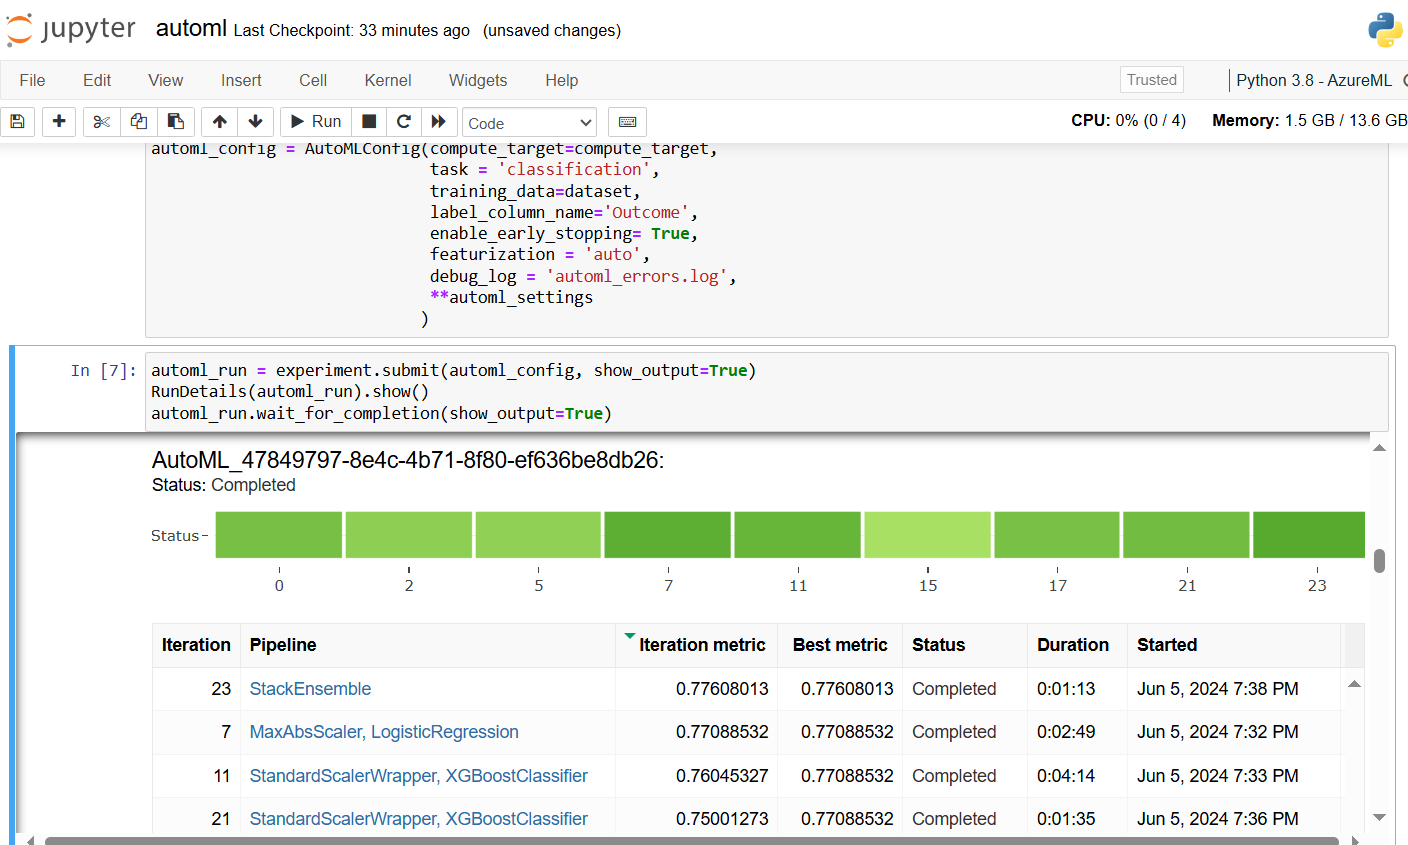 jupyter automl Last Checkpoint: 33 minutes ago (unsaved changes)
File Edit View Insert Cell Kernel Widgets Help Trusted Python 3.8 - AzureML
Run Code CPU: 0% (0 / 4) Memory: 1.5 GB / 13.6 GB
automl_config = AutoMLConfig(compute_target=compute_target,
task = 'classification',
training_data=dataset,
label_column_name='Outcome',
enable_early_stopping= True,
featurization = 'auto',
debug_log = 'automl_errors.log',
**automl_settings
)
In [7]: automl_run = experiment.submit(automl_config, show_output=True)
RunDetails(automl_run).show()
automl_run.wait_for_completion(show_output=True)
AutoML_47849797-8e4c-4b71-8f80-ef636be8db26:
Status: Completed
Status
0 2 5 7 11 15 17 21 23
Iteration Pipeline Iteration metric Best metric Status Duration Started
23 StackEnsemble 0.77608013 0.77608013 Completed 0:01:13 Jun 5, 2024 7:38 PM
7 MaxAbsScaler, LogisticRegression 0.77088532 0.77088532 Completed 0:02:49 Jun 5, 2024 7:32 PM
11 StandardScalerWrapper, XGBoostClassifier 0.76045327 0.77088532 Completed 0:04:14 Jun 5, 2024 7:33 PM
21 StandardScalerWrapper, XGBoostClassifier 0.75001273 0.77088532 Completed 0:01:35 Jun 5, 2024 7:36 PM